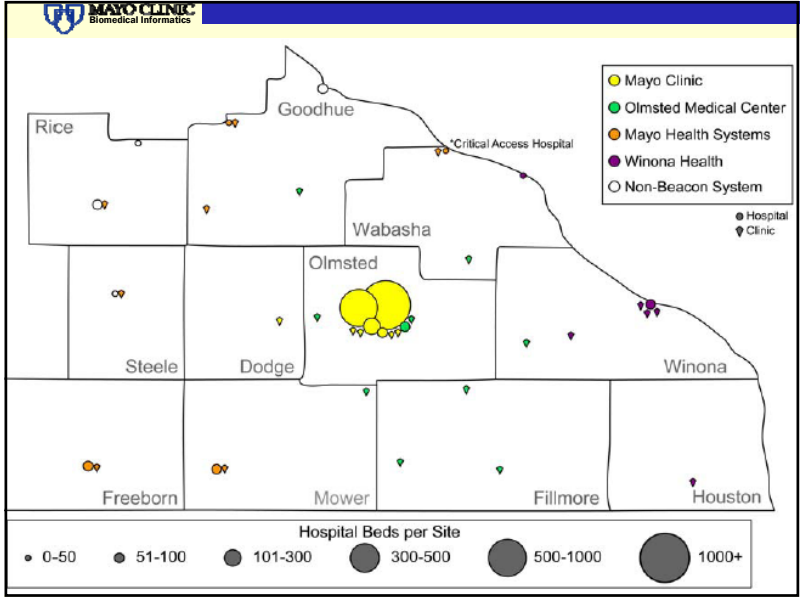 MAYO CLINIC
Biomedical Informatics
Goodhue
Rice
*Critical Access Hospital
Wabasha
Olmsted
Steele
Dodge
Winona
Freeborn
Mower
Fillmore
Houston
Mayo Clinic
Olmsted Medical Center
Mayo Health Systems
Winona Health
Non-Beacon System
Hospital
Clinic
Hospital Beds per Site
0-50 51-100 101-300 300-500 500-1000 1000+